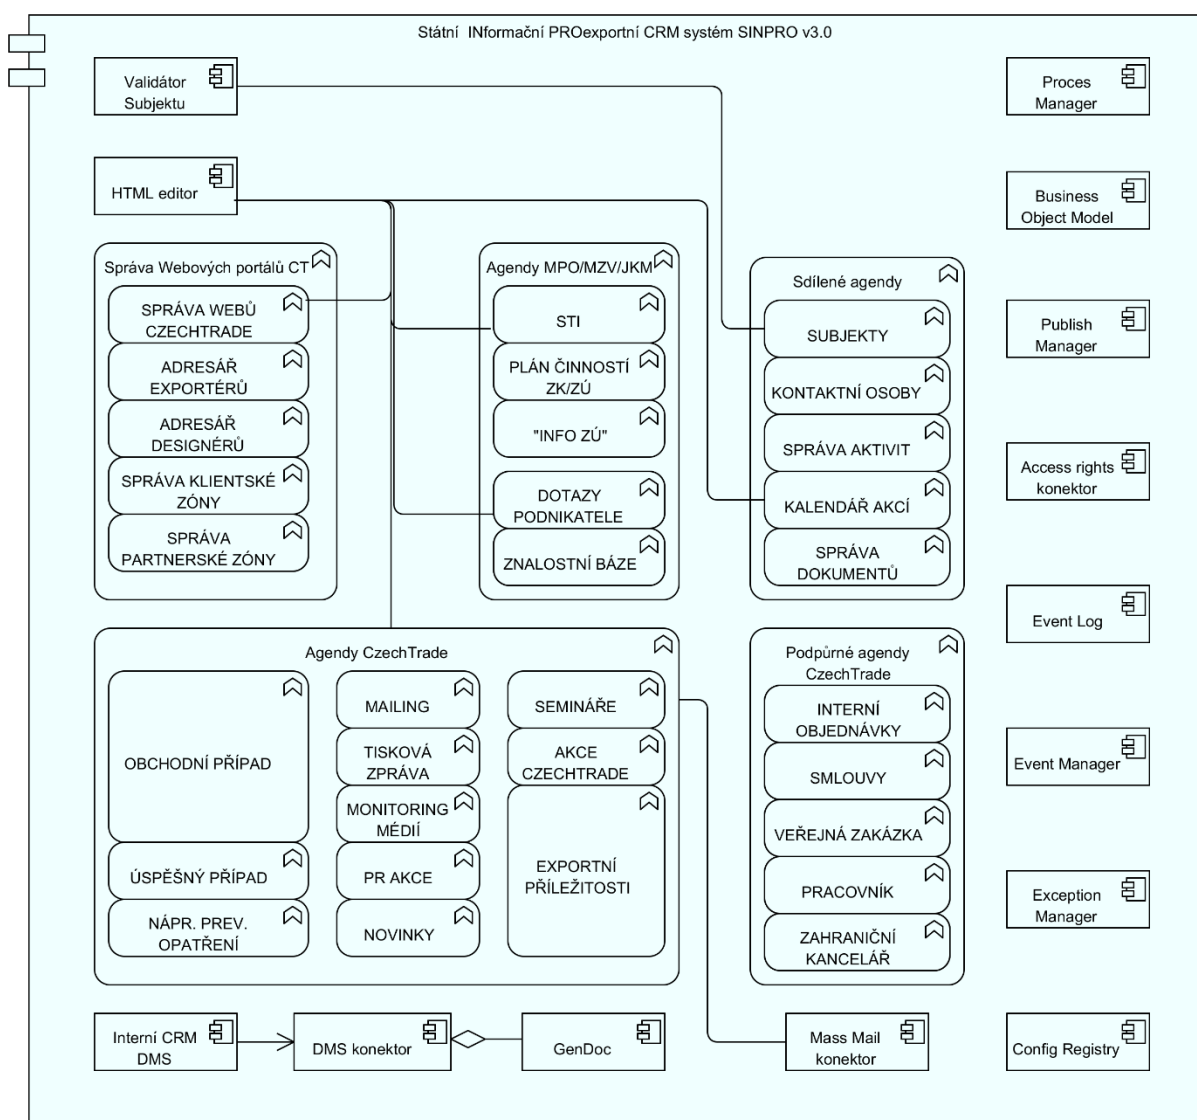 Státní INformační PROexportní CRM systém SINPRO v3.0
Validátor
Subjektu
HTML editor
Proces
Manager
Business
Object Model
Publish
Manager
Access rights
konektor
Event Log
Event Manager
Exception
Manager
Config Registry
Správa Webových portálů CT
SPRÁVA WEBŮ
CZECHTRADE
ADRESÁŘ
EXPORTÉRŮ
ADRESÁŘ
DESIGNÉRŮ
SPRÁVA KLIENTSKÉ
ZÓNY
SPRÁVA
PARTNERSKÉ ZÓNY
Agendy MPO/MZV/JKM
STI
PLÁN ČINNOSTÍ
ZK/ZÚ
"INFO ZÚ"
DOTAZY
PODNIKATELE
ZNALOSTNÍ BÁZE
Sdílené agendy
SUBJEKTY
KONTAKTNÍ OSOBY
SPRÁVA AKTIVIT
KALENDÁŘ AKCÍ
SPRÁVA
DOKUMENTŮ
Agendy CzechTrade
OBCHODNÍ PŘÍPAD
ÚSPĚŠNÝ PŘÍPAD
NÁPR. PREV.
OPATŘENÍ
MAILING
TISKOVÁ
ZPRÁVA
MONITORING
MÉDIÍ
PR AKCE
NOVINKY
SEMINÁŘE
AKCE
CZECHTRADE
EXPORTNÍ
PŘÍLEŽITOSTI
Podpůrné agendy
CzechTrade
INTERNÍ
OBJEDNÁVKY
SMLOUVY
VEŘEJNÁ ZAKÁZKA
PRACOVNÍK
ZAHRANIČNÍ
KANCELÁŘ
Interní CRM
DMS
DMS konektor
GenDoc
Mass Mail
konektor